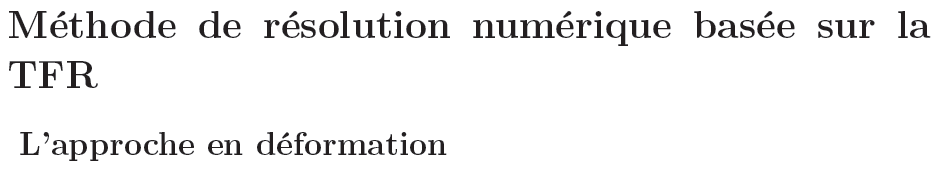 Méthode de résolution numérique basée sur la
TFR
L'approche en déformation